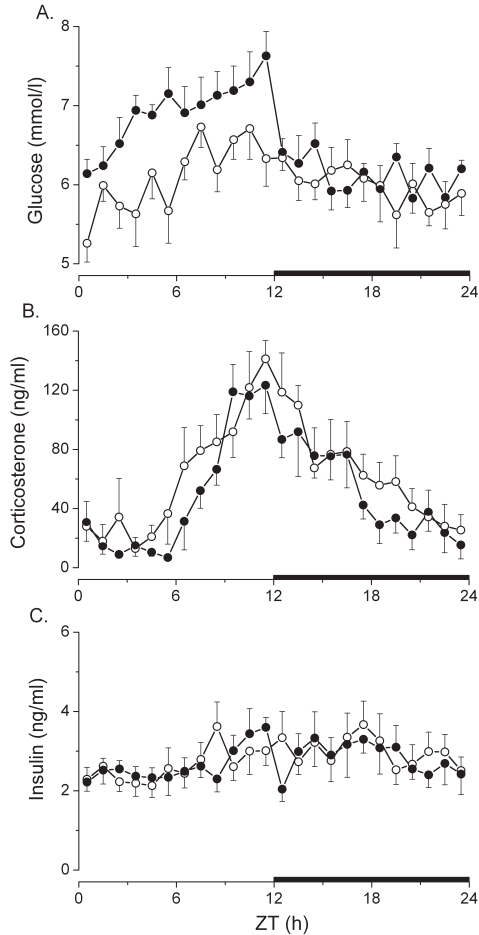 A.
8
7
6
5
Glucose (mmol/l)
0 6 12 18 24
B.
160
120
80
40
0
Corticosterone (ng/ml)
0 6 12 18 24
C.
6
4
2
0
Insulin (ng/ml)
0 6 12 18 24
ZT (h)